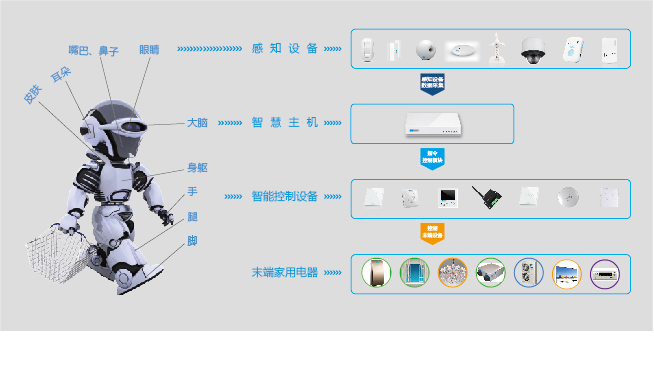 嘴巴、鼻子
眼睛
感知设备
耳朵
皮肤
感知设备
数据采集
大脑
智慧主机
指令
控制模块
身躯
手
智能控制设备
腿
控制
末端设备
脚
末端家用电器